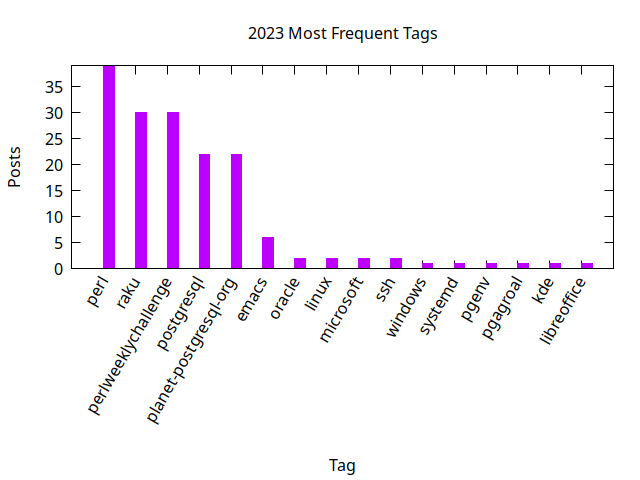 2023 Most Frequent Tags
Posts
35
30
25
20
15
10
5
0
perl
raku
perlweeklychallenge
postgresql
planet-postgresql-org
emacs
oracle
linux
microsoft
ssh
windows
systemd
pgenv
pgagroal
kde
libreoffice
Tag